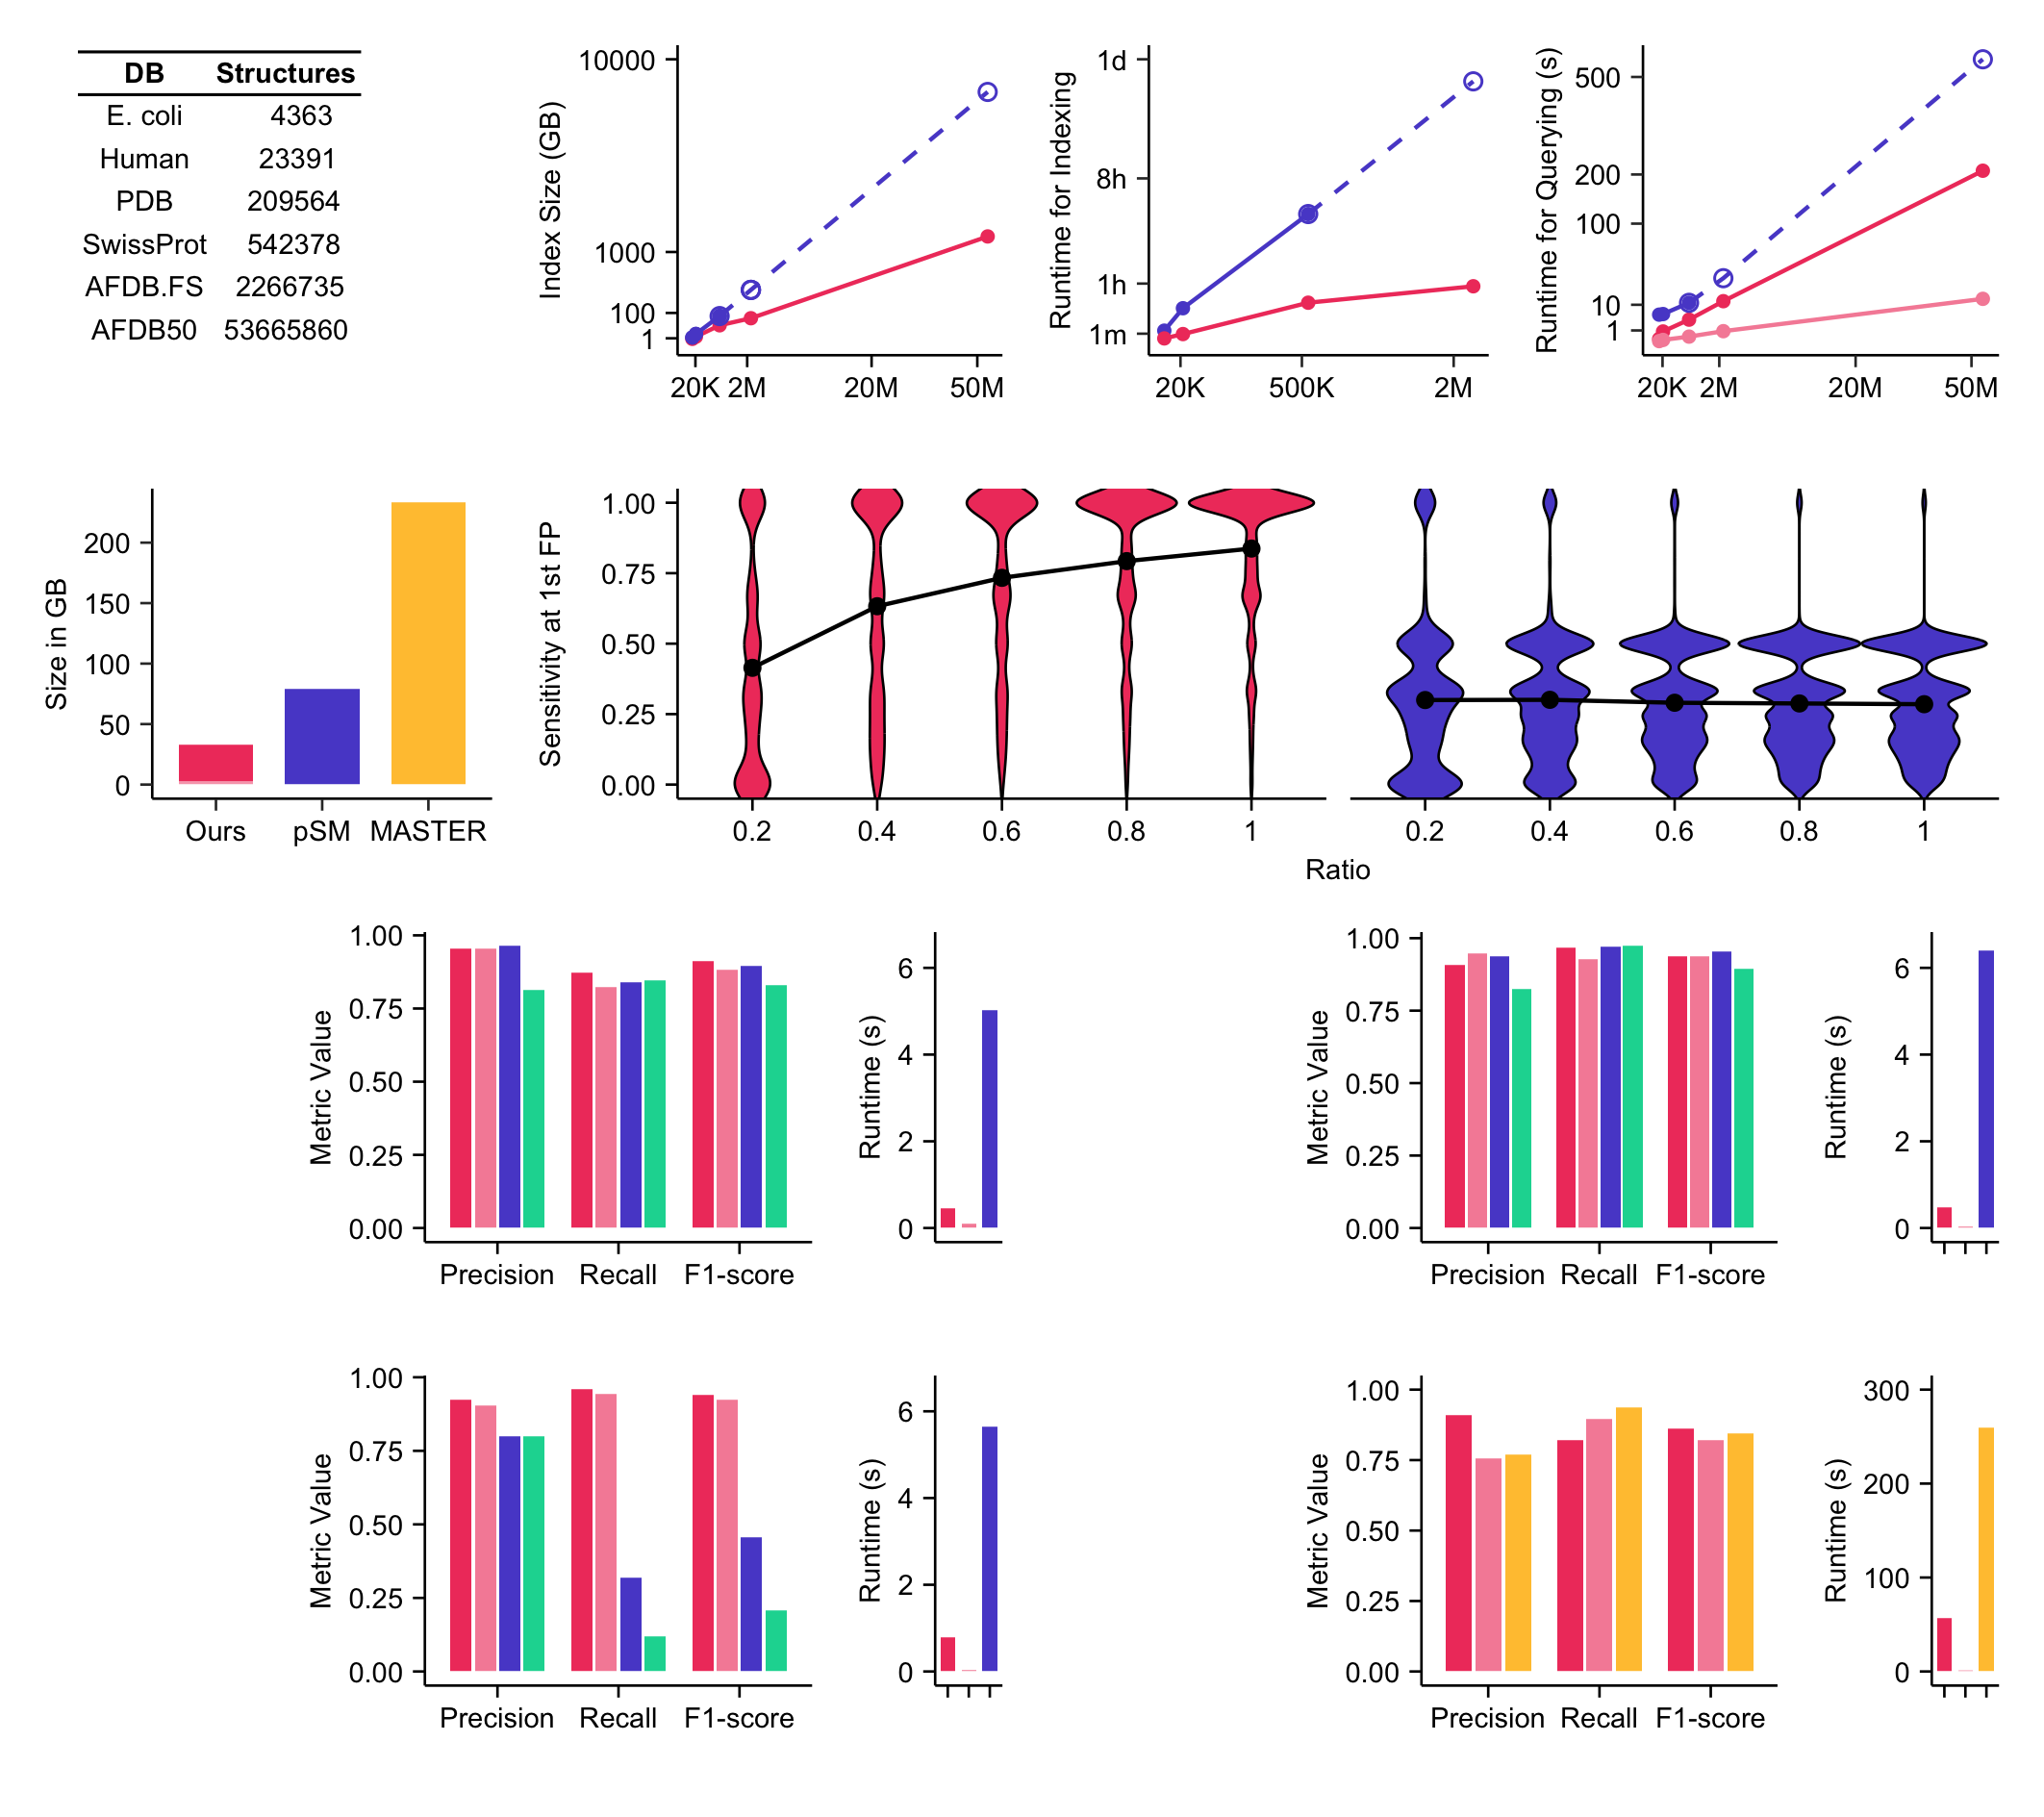 DB Structures
E. coli 4363
Human 23391
PDB 209564
SwissProt 542378
AFDB.FS 2266735
AFDB50 53665860
Index Size (GB)
10000
1000
100
1
20K 2M 20M 50M
Runtime for Indexing
1d
8h
1h
1m
20K 500K 2M
Runtime for Querying (s)
500
200
100
10
1
20K 2M 20M 50M
Size in GB
200
150
100
50
0
Ours pSM MASTER
Sensitivity at 1st FP
1.00
0.75
0.50
0.25
0.00
0.2 0.4 0.6 0.8 1
0.2 0.4 0.6 0.8 1
Ratio
Metric Value
1.00
0.75
0.50
0.25
0.00
Precision Recall F1-score
Runtime (s)
6
4
2
0
Metric Value
1.00
0.75
0.50
0.25
0.00
Precision Recall F1-score
Runtime (s)
6
4
2
0
Metric Value
1.00
0.75
0.50
0.25
0.00
Precision Recall F1-score
Runtime (s)
6
4
2
0
Metric Value
1.00
0.75
0.50
0.25
0.00
Precision Recall F1-score
Runtime (s)
300
200
100
0